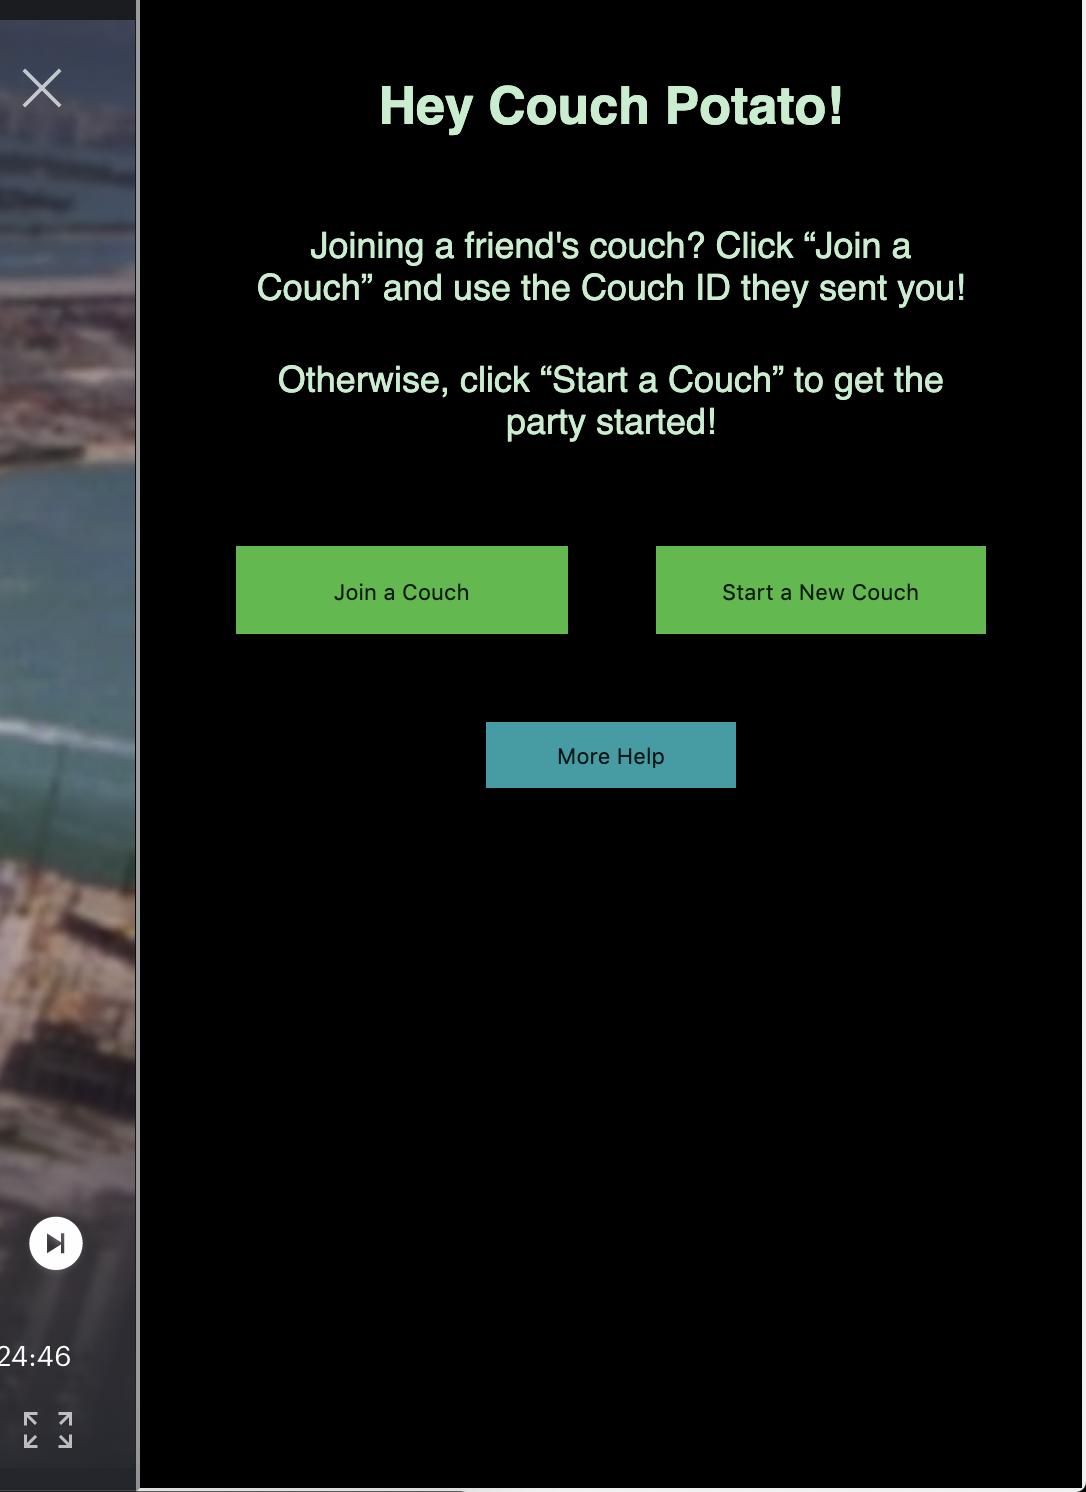 Hey Couch Potato!
Joining a friend's couch? Click “Join a
Couch” and use the Couch ID they sent you!
Otherwise, click “Start a Couch” to get the
party started!
Join a Couch
Start a New Couch
More Help
24:46